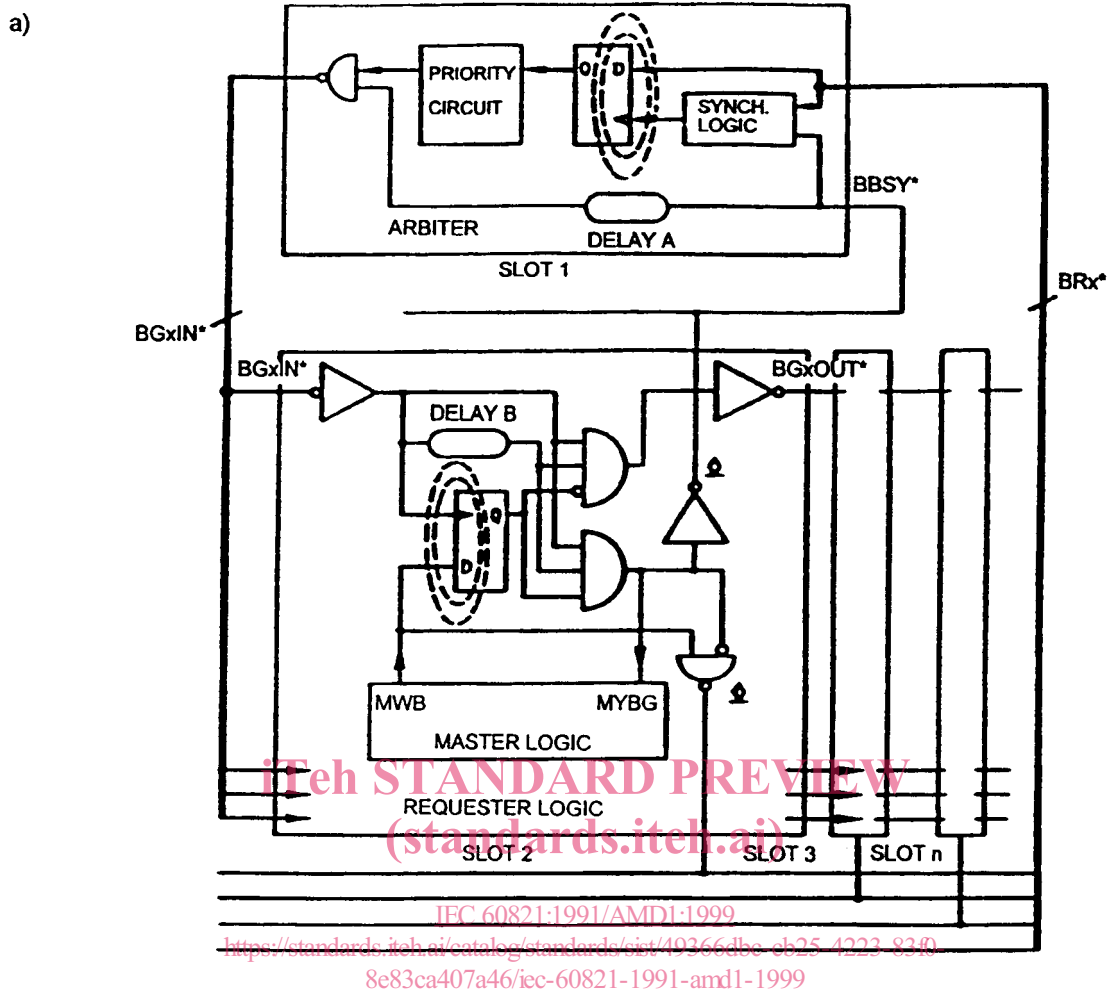 a)
PRIORITY
CIRCUIT
Q D
SYNCH.
LOGIC
BBSY*
ARBITER
DELAY A
SLOT 1
BRx*
BGxIN*
BGxIN*
BGxOUT*
DELAY B
Q
D
MWB MYBG
MASTER LOGIC
iTeh STANDARD PREVIEW
REQUESTER LOGIC
(standards.iteh.ai)
SLOT 2 SLOT 3 SLOT n
IEC 60821:1991/AMD1:1999
https://standards.iteh.ai/catalog/standards/sist/49366dbc-cb25-4223-83f0-
8e83ca407a46/iec-60821-1991-amd1-1999